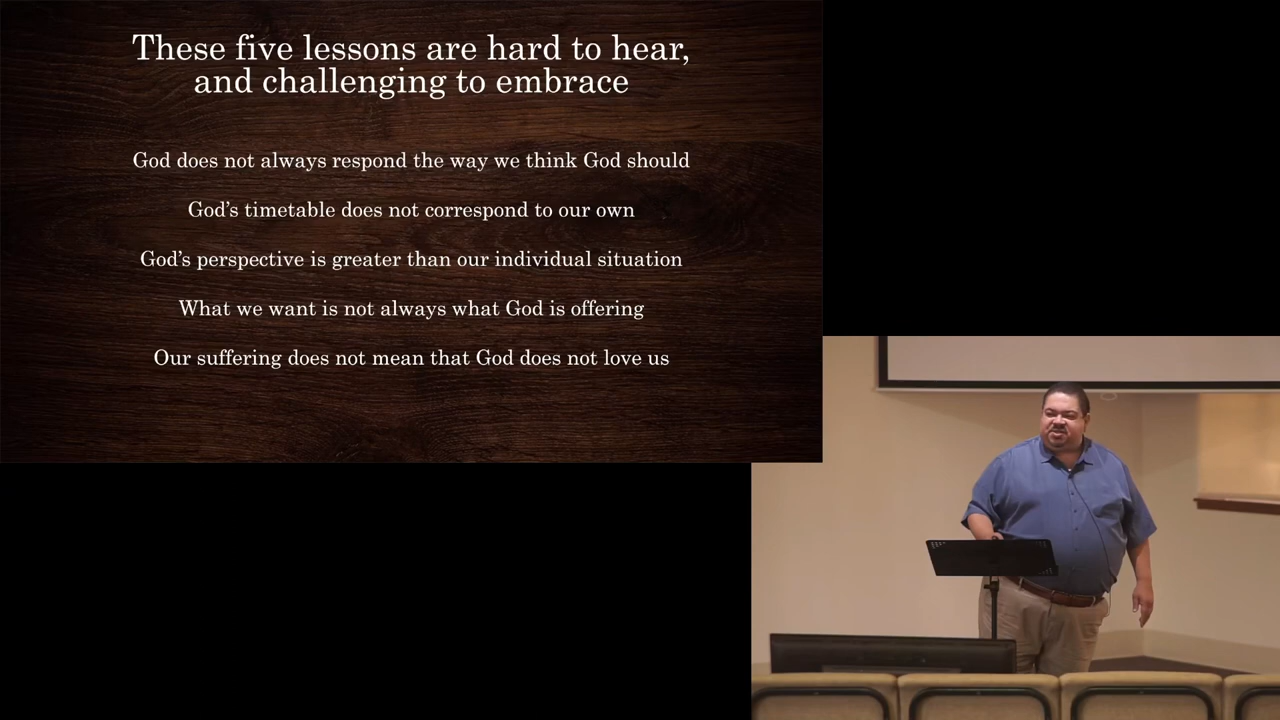 These five lessons are hard to hear,
and challenging to embrace
God does not always respond the way we think God should
God’s timetable does not correspond to our own
God’s perspective is greater than our individual situation
What we want is not always what God is offering
Our suffering does not mean that God does not love us